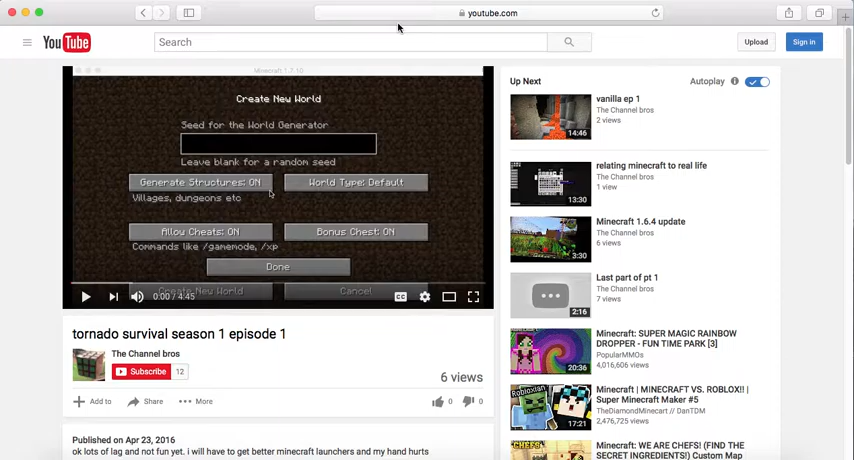 youtube.com
YouTube
Search
Upload
Sign in
Minecraft 1.7.10
Create New World
Seed for the World Generator
Leave blank for a random seed
Generate Structures: ON
World Type: Default
Villages, dungeons etc
Allow Cheats: ON
Bonus Chest: ON
Commands like /gamemode, /xp
Done
Create New World
Cancel
0:00 / 4:45
CC
tornado survival season 1 episode 1
The Channel bros
Subscribe
12
6 views
Add to
Share
More
0
0
Published on Apr 23, 2016
ok lots of lag and not fun yet. i will have to get better minecraft launchers and my hand hurts
Up Next
Autoplay
14:46
vanilla ep 1
The Channel bros
2 views
13:30
relating minecraft to real life
The Channel bros
1 view
3:30
Minecraft 1.6.4 update
The Channel bros
6 views
2:16
Last part of pt 1
The Channel bros
7 views
20:36
Minecraft: SUPER MAGIC RAINBOW
DROPPER - FUN TIME PARK [3]
PopularMMOs
4,016,606 views
Robloxian
17:21
Minecraft | MINECRAFT VS. ROBLOX!! |
Super Minecraft Maker #5
TheDiamondMinecart // DanTDM
2,476,725 views
Minecraft: WE ARE CHEFS! (FIND THE
SECRET INGREDIENTS) Custom Map